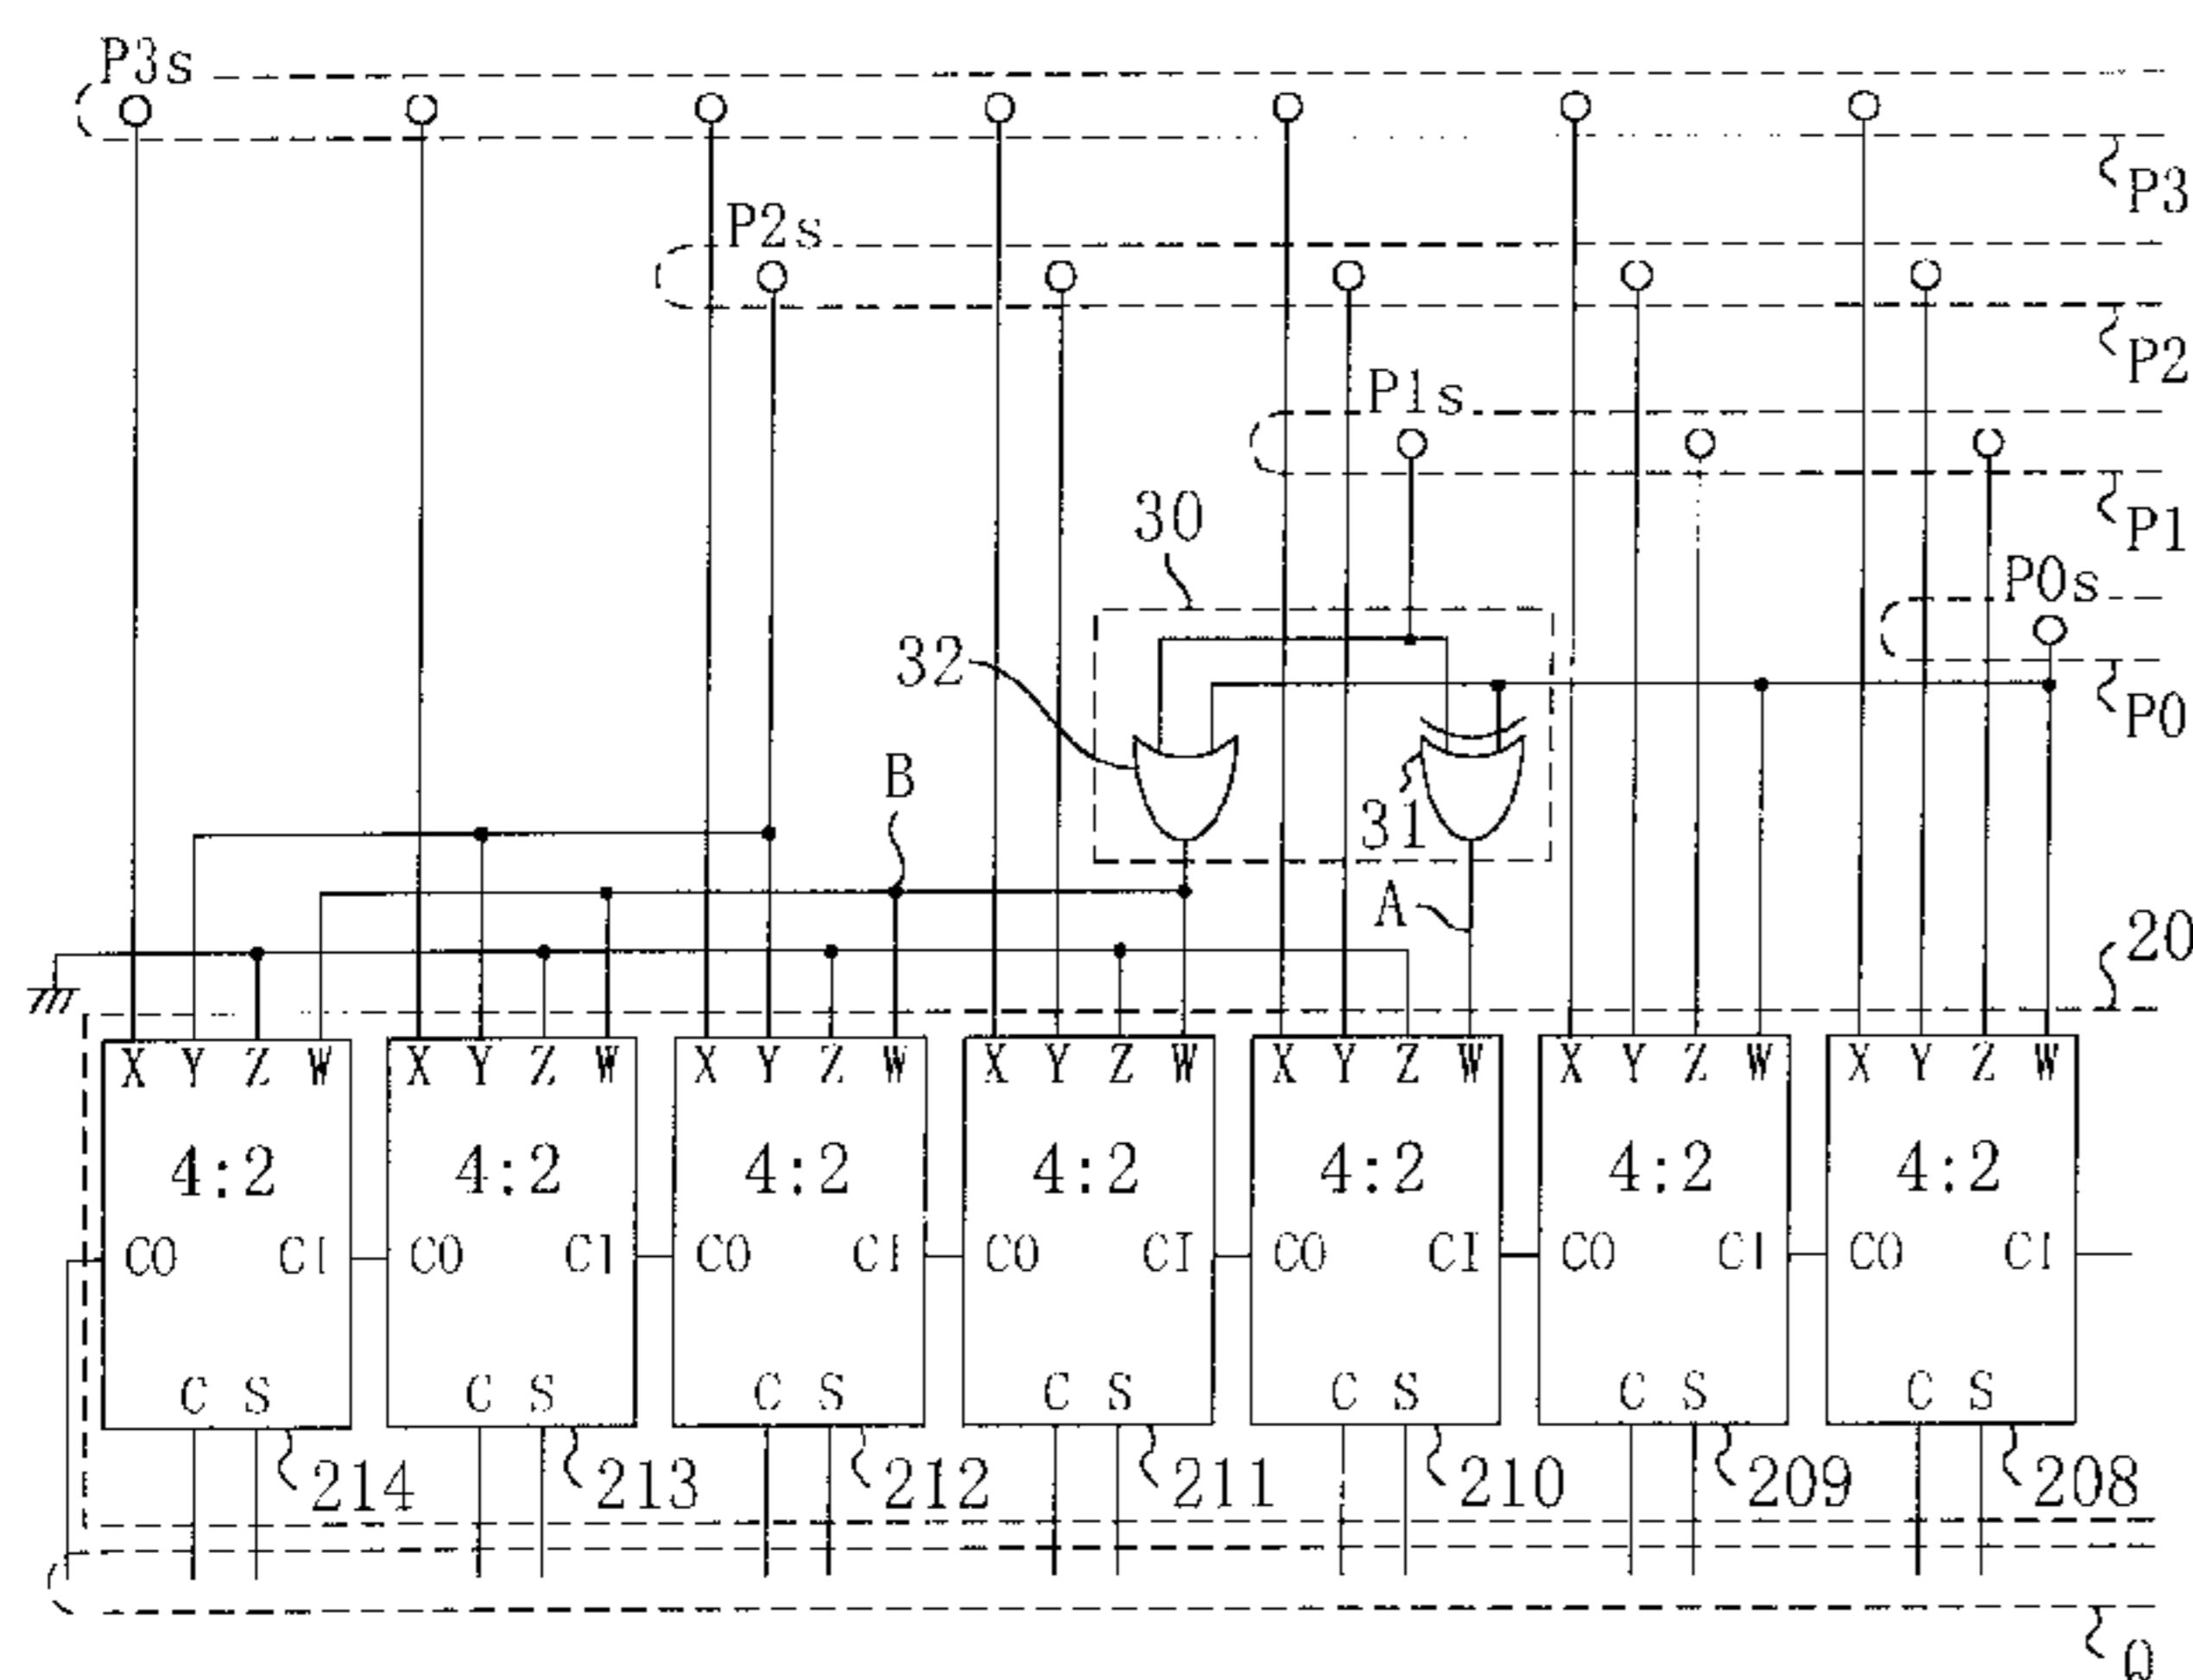 P3s
P3
P2s
P2
P1s
P1
30
P0s
32
P0
B
31
A
20
X Y Z W X Y Z W X Y Z W X Y Z W X Y Z W X Y Z W X Y Z W
4:2 4:2 4:2 4:2 4:2 4:2 4:2
CO CI CO CI CO CI CO CI CO CI CO CI CO CI
C S C S C S C S C S C S C S
214 213 212 211 210 209 208
Q